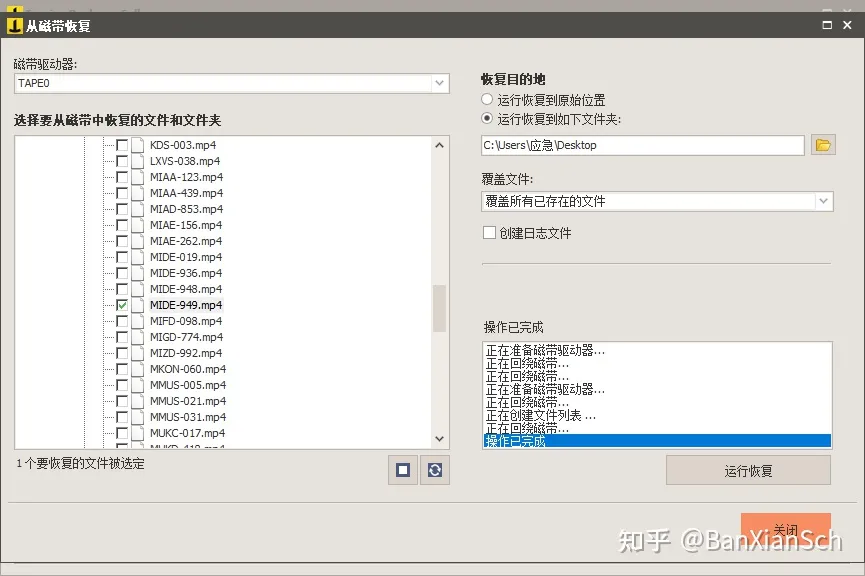 从磁带恢复
磁带驱动器:
TAPE0
选择要从磁带中恢复的文件和文件夹
KDS-003.mp4
LXVS-038.mp4
MIAA-123.mp4
MIAA-439.mp4
MIAD-853.mp4
MIAE-156.mp4
MIAE-262.mp4
MIDE-019.mp4
MIDE-936.mp4
MIDE-948.mp4
MIDE-949.mp4
MIFD-098.mp4
MIGD-774.mp4
MIZD-992.mp4
MKON-060.mp4
MMUS-005.mp4
MMUS-021.mp4
MMUS-031.mp4
MUKC-017.mp4
1个要恢复的文件被选定
恢复目的地
运行恢复到原始位置
运行恢复到如下文件夹:
C:\Users\应急\Desktop
覆盖文件:
覆盖所有已存在的文件
创建日志文件
操作已完成
正在准备磁带驱动器...
正在回绕磁带...
正在回绕磁带...
正在准备磁带驱动器...
正在回绕磁带...
正在创建文件列表 ...
正在回绕磁带...
操作已完成
运行恢复
关闭
知乎 @BanXianSch